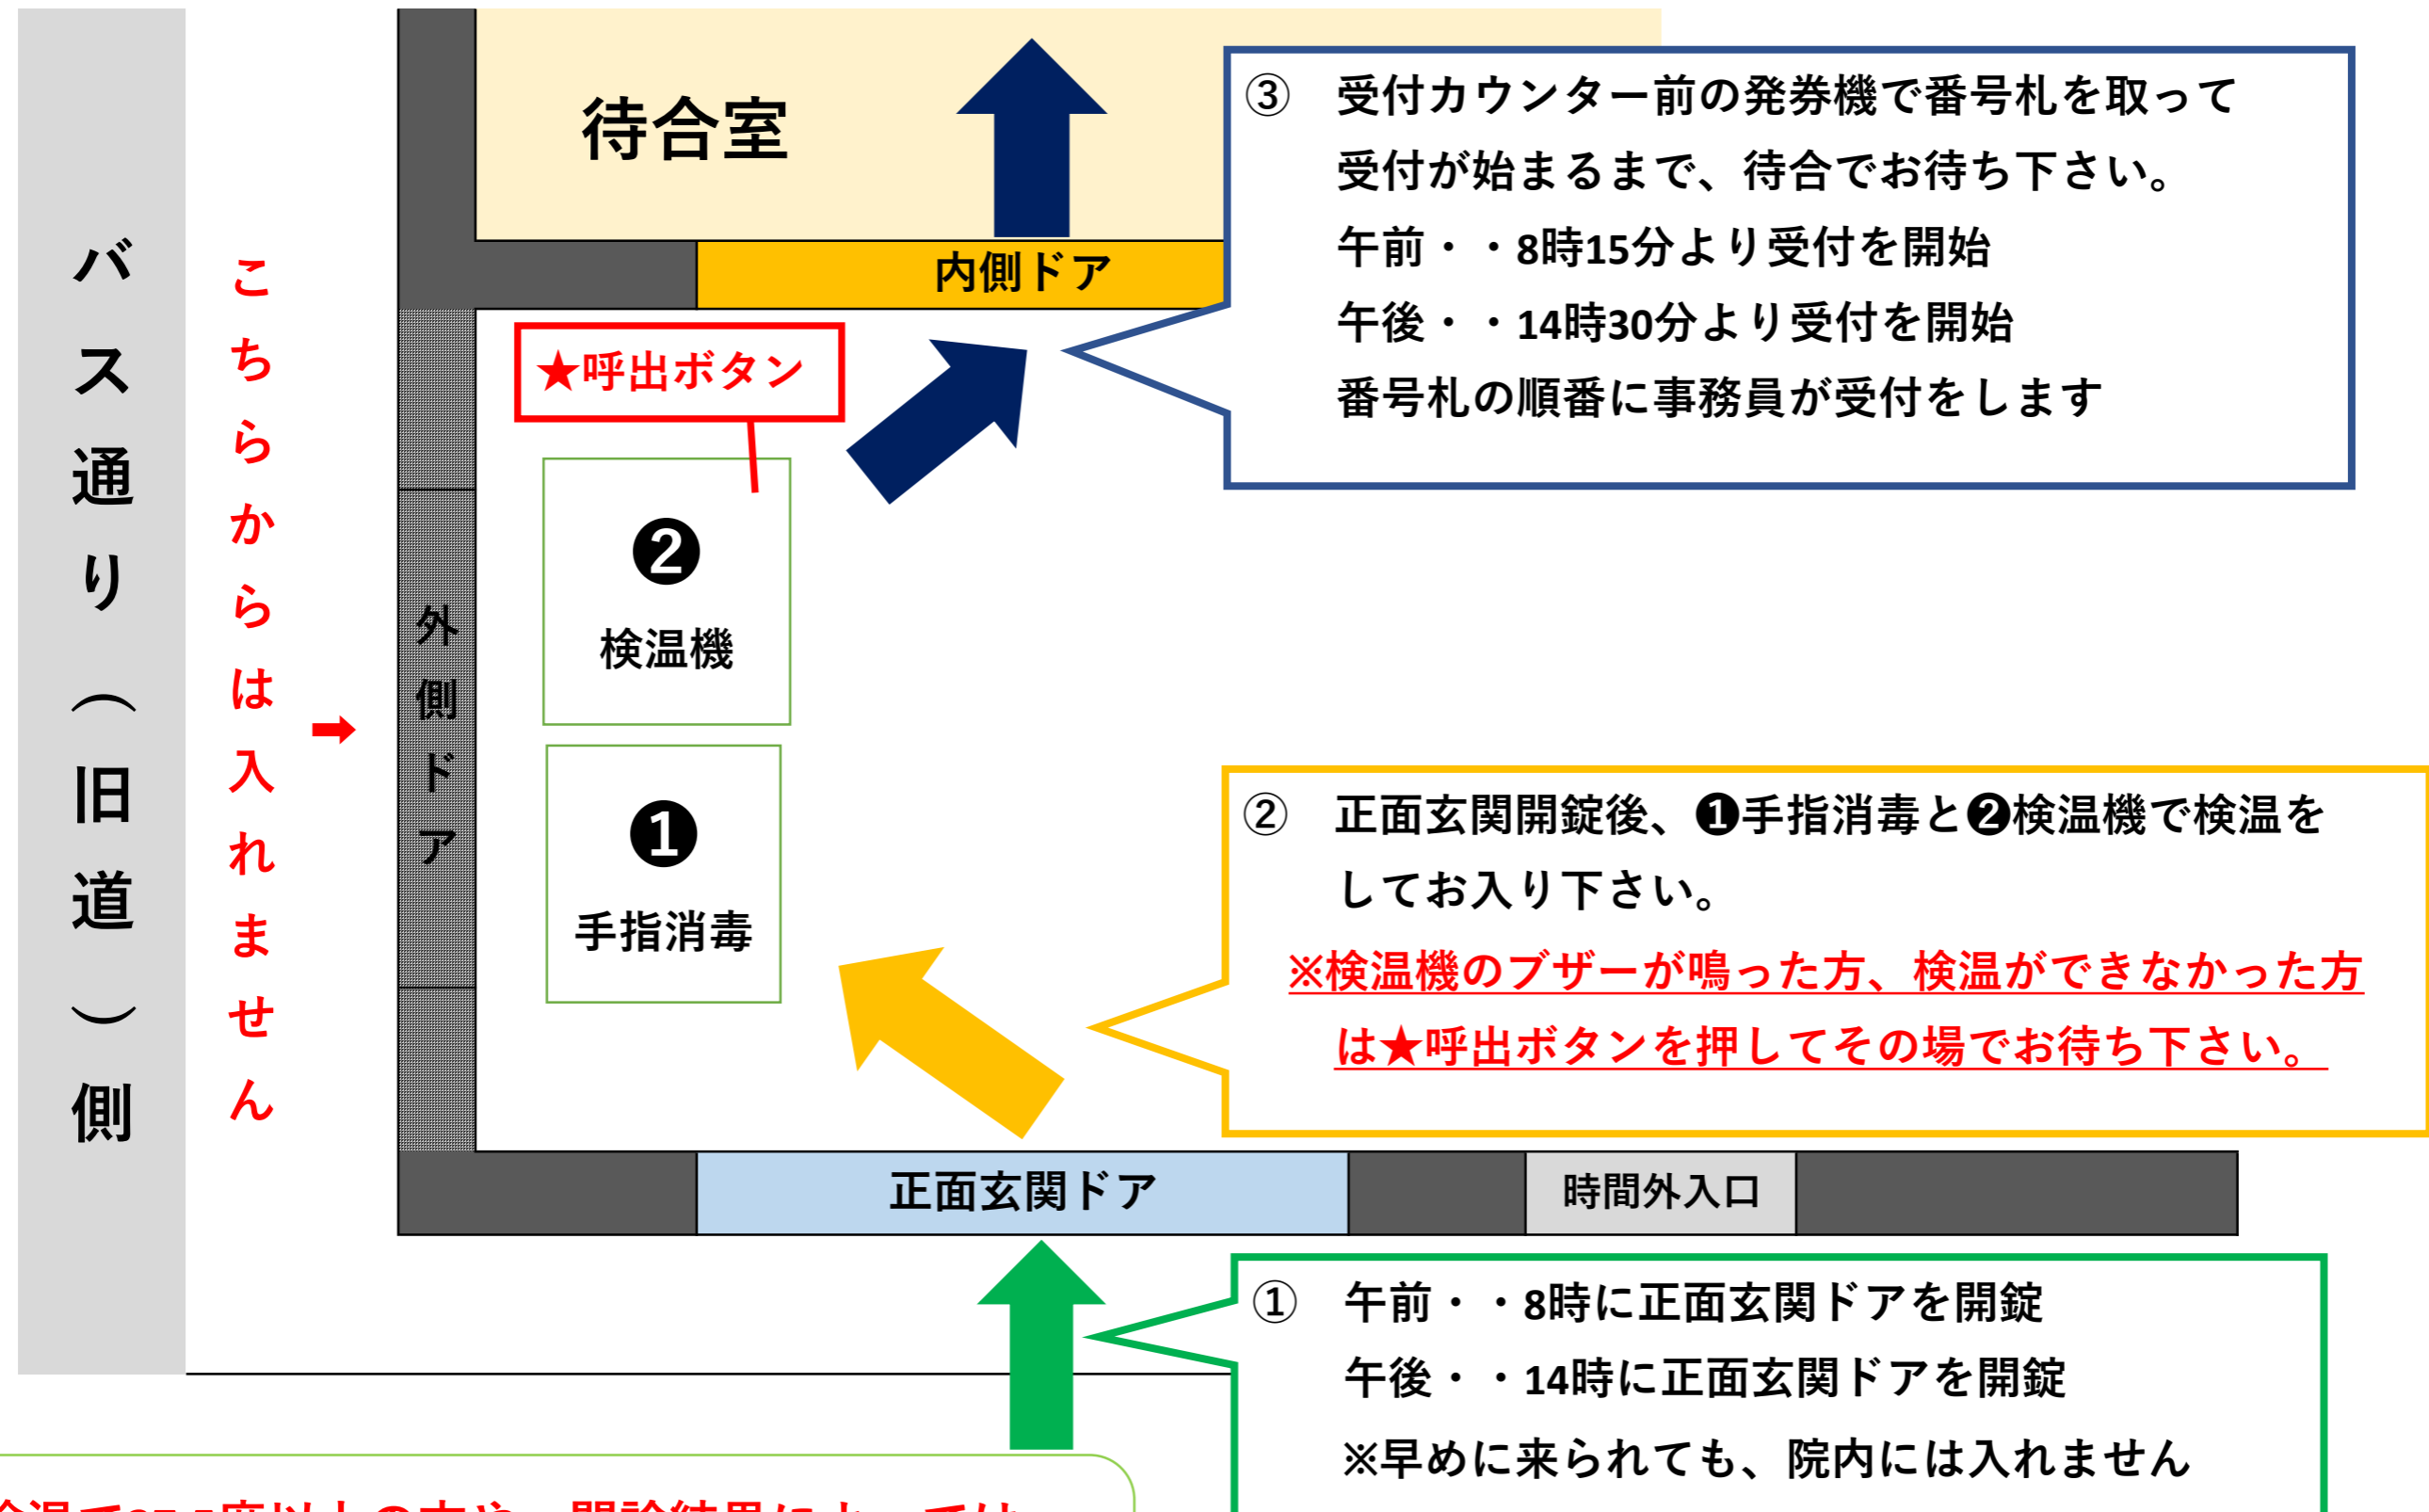 バス通り（旧道）側
こちらからは入れません
待合室
③ 受付カウンター前の発券機で番号札を取って
受付が始まるまで、待合でお待ち下さい。
午前・・8時15分より受付を開始
午後・・14時30分より受付を開始
番号札の順番に事務員が受付をします
内側ドア
★呼出ボタン
❷
検温機
外側ドア
❶
手指消毒
② 正面玄関開錠後、❶手指消毒と❷検温機で検温を
してお入り下さい。
※検温機のブザーが鳴った方、検温ができなかった方
は★呼出ボタンを押してその場でお待ち下さい。
正面玄関ドア
時間外入口
① 午前・・8時に正面玄関ドアを開錠
午後・・14時に正面玄関ドアを開錠
※早めに来られても、院内には入れません